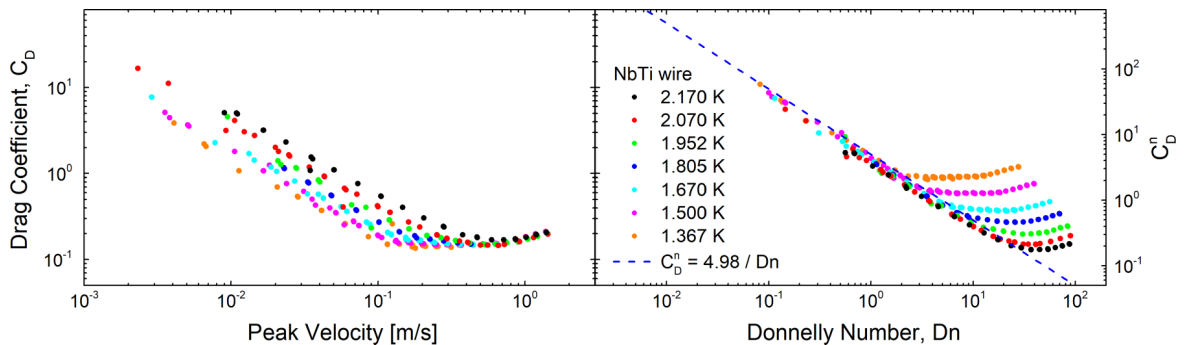 Drag Coefficient, C_D
10^1
10^0
10^-1
10^-3
10^-2
10^-1
10^0
Peak Velocity [m/s]
NbTi wire
2.170 K
2.070 K
1.952 K
1.805 K
1.670 K
1.500 K
1.367 K
C_D^n = 4.98 / Dn
10^-2
10^-1
10^0
10^1
10^2
Donnelly Number, Dn
10^2
10^1
10^0
10^-1
C_D^n